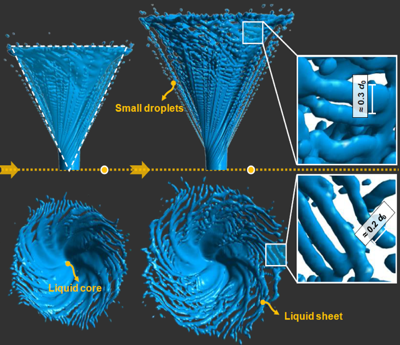 Small droplets
≈ 0.3 d₀
Liquid core
≈ 0.2 d₀
Liquid sheet